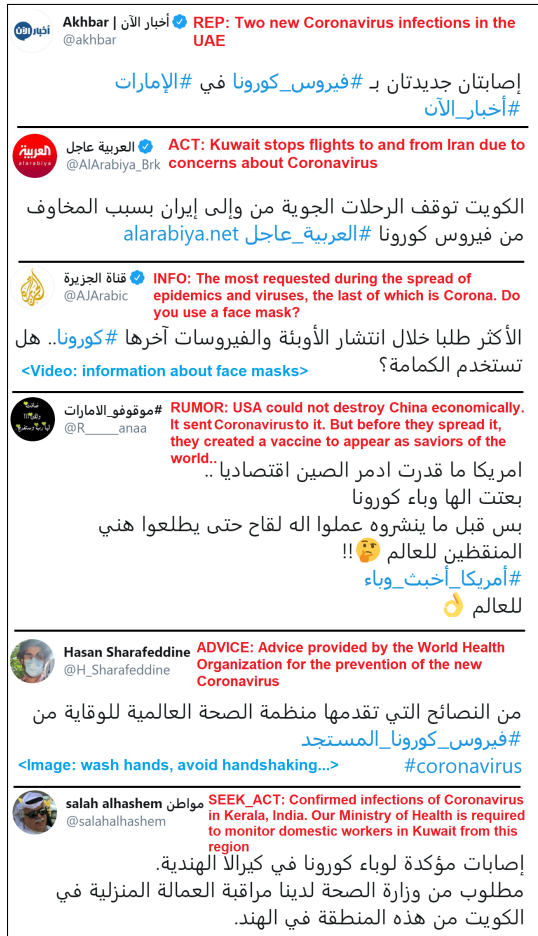 أخبار الآن
Akhbar | أخبار الآن REP: Two new Coronavirus infections in the
@akhbar UAE
إصابتان جديدتان بـ #فيروس_كورونا في #الإمارات
#أخبار_الآن
العربية
alarabiya
العربية عاجل ACT: Kuwait stops flights to and from Iran due to
@AlArabiya_Brk concerns about Coronavirus
الكويت توقف الرحلات الجوية من وإلى إيران بسبب المخاوف
من فيروس كورونا #العربية_عاجل alarabiya.net
قناة الجزيرة INFO: The most requested during the spread of
@AJArabic epidemics and viruses, the last of which is Corona. Do
you use a face mask?
الأكثر طلبا خلال انتشار الأوبئة والفيروسات آخرها #كورونا.. هل
تستخدم الكمامة؟
<Video: information about face masks>
#موقوفو_الامارات RUMOR: USA could not destroy China economically.
@R_____anaa It sent Coronavirus to it. But before they spread it,
they created a vaccine to appear as saviors of the
world..
امريكا ما قدرت ادمر الصين اقتصاديا ..
بعتت الها وباء كورونا
بس قبل ما ينشروه عملوا اله لقاح حتى يطلعوا هني
المنقظين للعالم 🤔!!
#أمريكا_أخبث_وباء
للعالم 👌
Hasan Sharafeddine ADVICE: Advice provided by the World Health
@H_Sharafeddine Organization for the prevention of the new
Coronavirus
من النصائح التي تقدمها منظمة الصحة العالمية للوقاية من
#فيروس_كورونا_المستجد
#coronavirus
<Image: wash hands, avoid handshaking...>
salah alhashem مواطن SEEK_ACT: Confirmed infections of Coronavirus
@salahalhashem in Kerala, India. Our Ministry of Health is required
to monitor domestic workers in Kuwait from this
region
إصابات مؤكدة لوباء كورونا في كيرالا الهندية.
مطلوب من وزارة الصحة لدينا مراقبة العمالة المنزلية في
الكويت من هذه المنطقة في الهند.